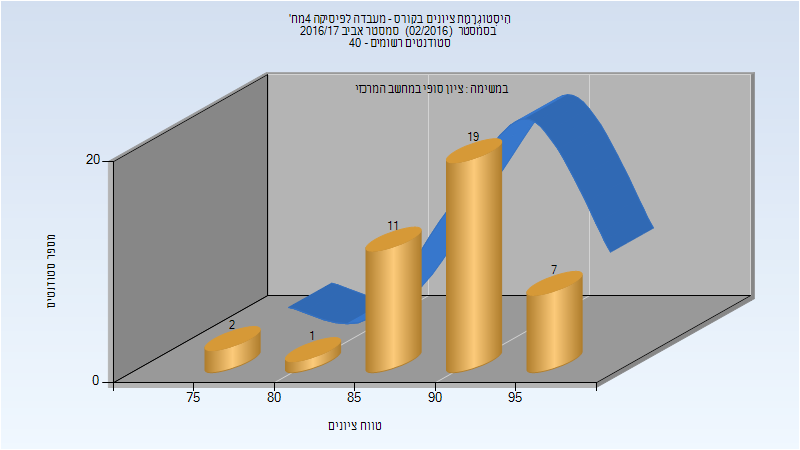 היסטוגרמת ציונים בקורס - מעבדה לפיסיקה 4מח'
בסמסטר (02/2016) סמסטר אביב 2016/17
סטודנטים רשומים - 40
במשימה : ציון סופי במחשב המרכזי
20
0
מספר סטודנטים
2
1
11
19
7
75
80
85
90
95
טווח ציונים